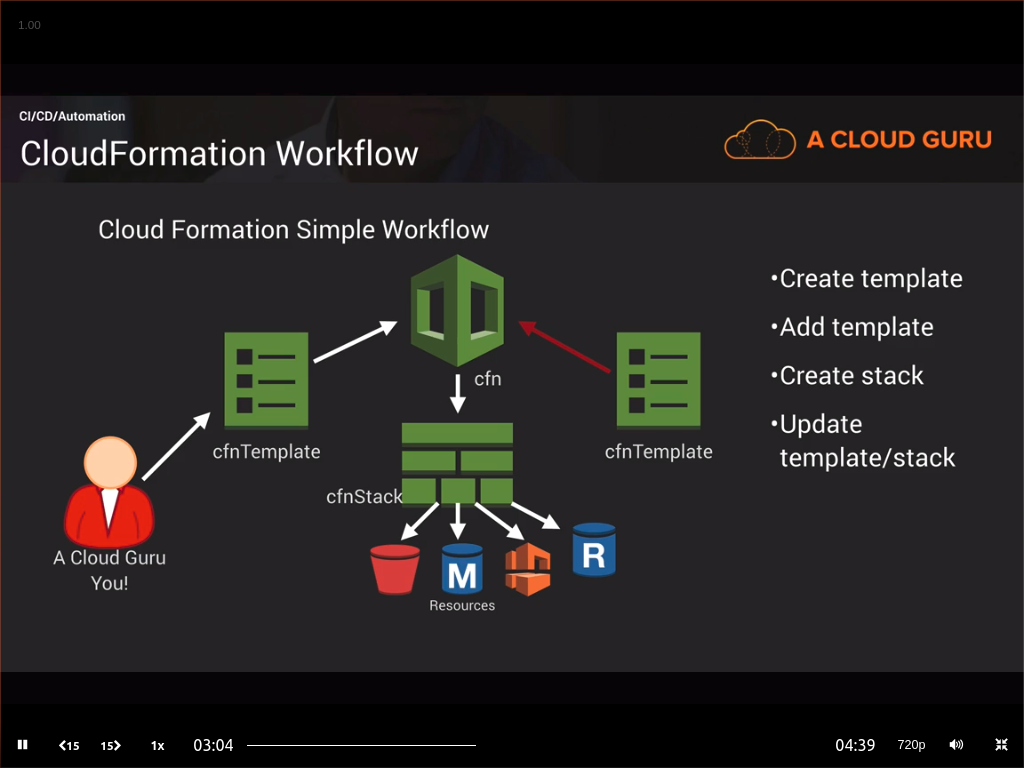 1.00
CI/CD/Automation
CloudFormation Workflow
A CLOUD GURU
Cloud Formation Simple Workflow
•Create template
•Add template
•Create stack
•Update
template/stack
cfn
cfnTemplate
cfnTemplate
cfnStack
A Cloud Guru
You!
M
R
Resources
15
15
1x
03:04
04:39
720p